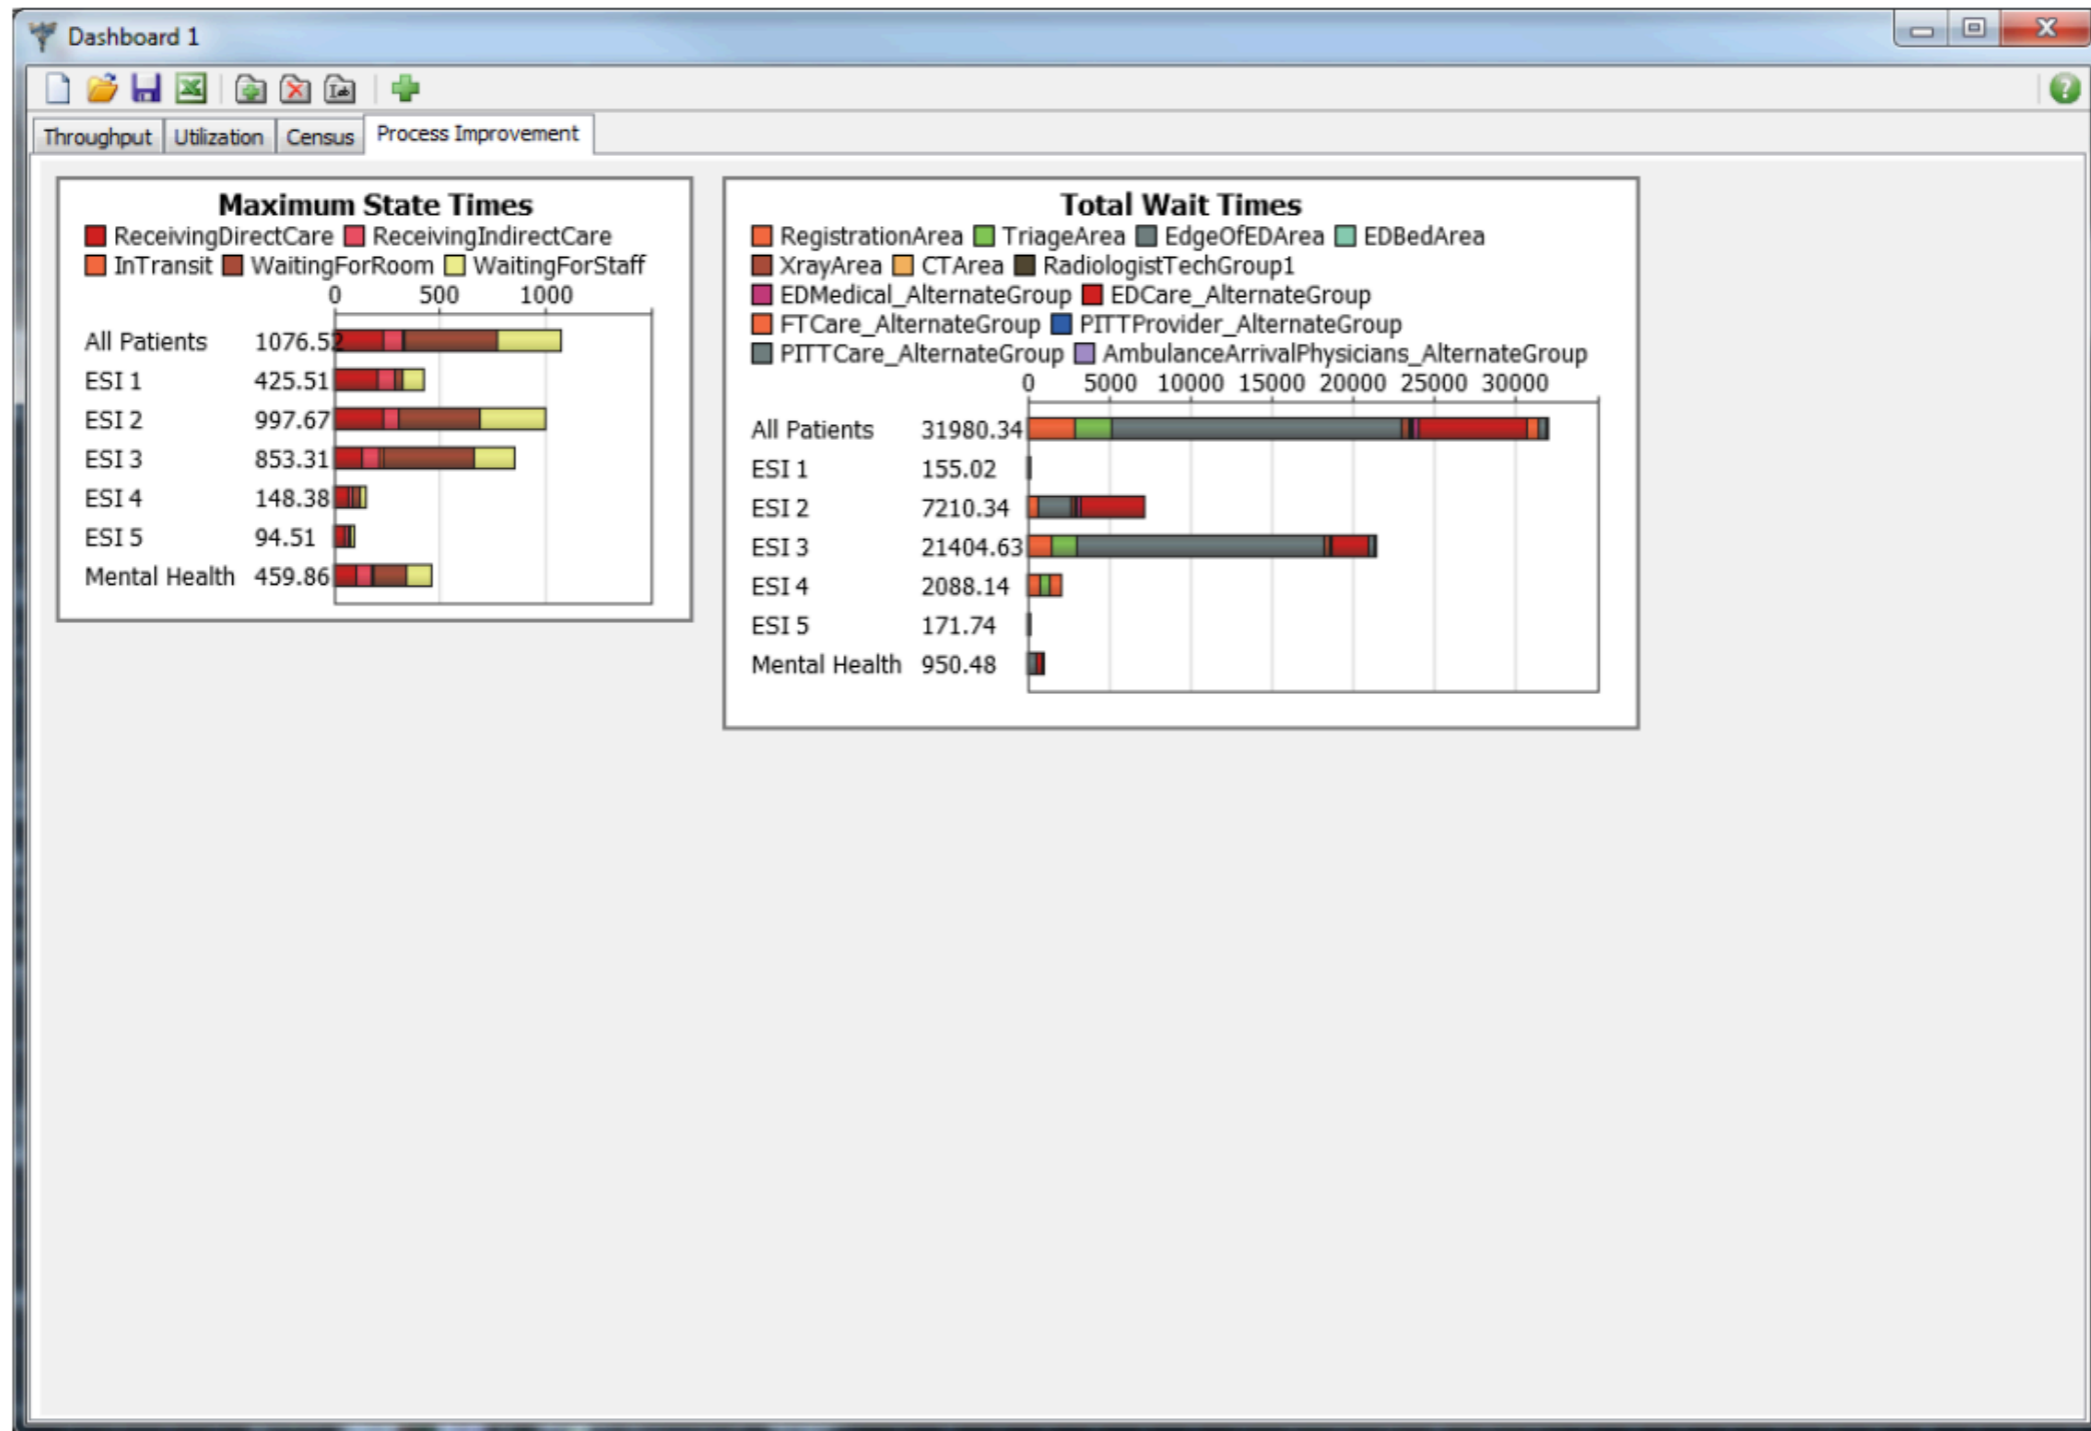 Dashboard 1
Throughput Utilization Census Process Improvement
Maximum State Times
ReceivingDirectCare ReceivingIndirectCare
InTransit WaitingForRoom WaitingForStaff
0 500 1000
All Patients 1076.52
ESI 1 425.51
ESI 2 997.67
ESI 3 853.31
ESI 4 148.38
ESI 5 94.51
Mental Health 459.86
Total Wait Times
RegistrationArea TriageArea EdgeOfEDArea EDBedArea
XrayArea CTArea RadiologistTechGroup1
EDMedical_AlternateGroup EDCare_AlternateGroup
FTCare_AlternateGroup PITTProvider_AlternateGroup
PITTCare_AlternateGroup AmbulanceArrivalPhysicians_AlternateGroup
0 5000 10000 15000 20000 25000 30000
All Patients 31980.34
ESI 1 155.02
ESI 2 7210.34
ESI 3 21404.63
ESI 4 2088.14
ESI 5 171.74
Mental Health 950.48